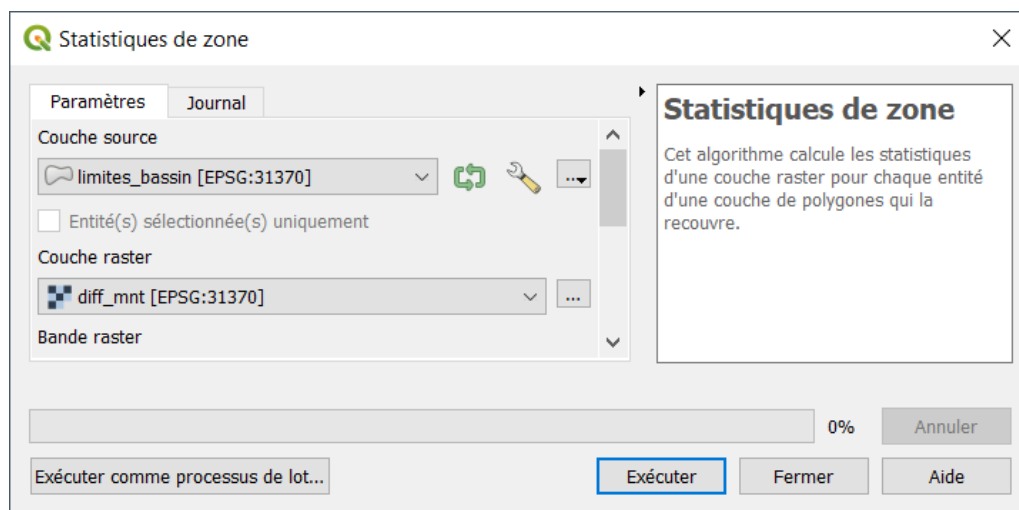 Statistiques de zone
Paramètres
Journal
Couche source
limites_bassin [EPSG:31370]
...
Entité(s) sélectionnée(s) uniquement
Couche raster
diff_mnt [EPSG:31370]
...
Bande raster
Statistiques de zone
Cet algorithme calcule les statistiques
d'une couche raster pour chaque entité
d'une couche de polygones qui la
recouvre.
0%
Annuler
Exécuter comme processus de lot...
Exécuter
Fermer
Aide